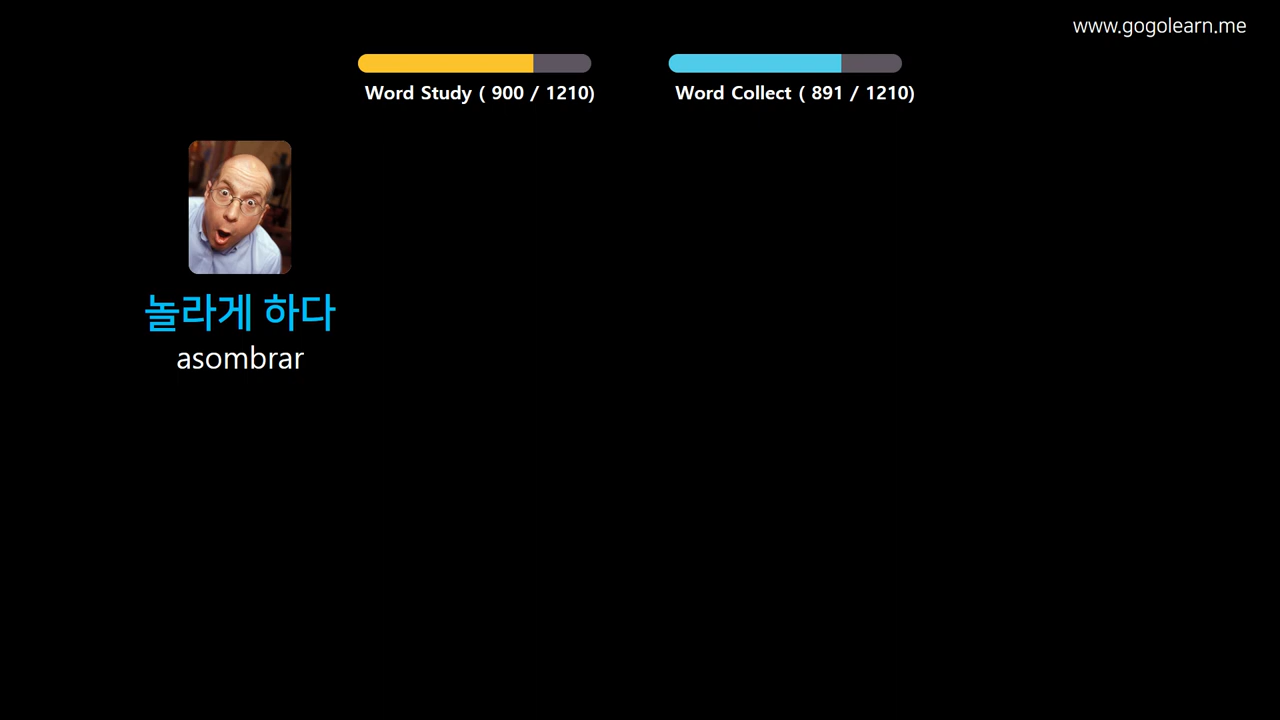 www.gogolearn.me
Word Study ( 900 / 1210)
Word Collect ( 891 / 1210)
놀라게 하다
asombrar